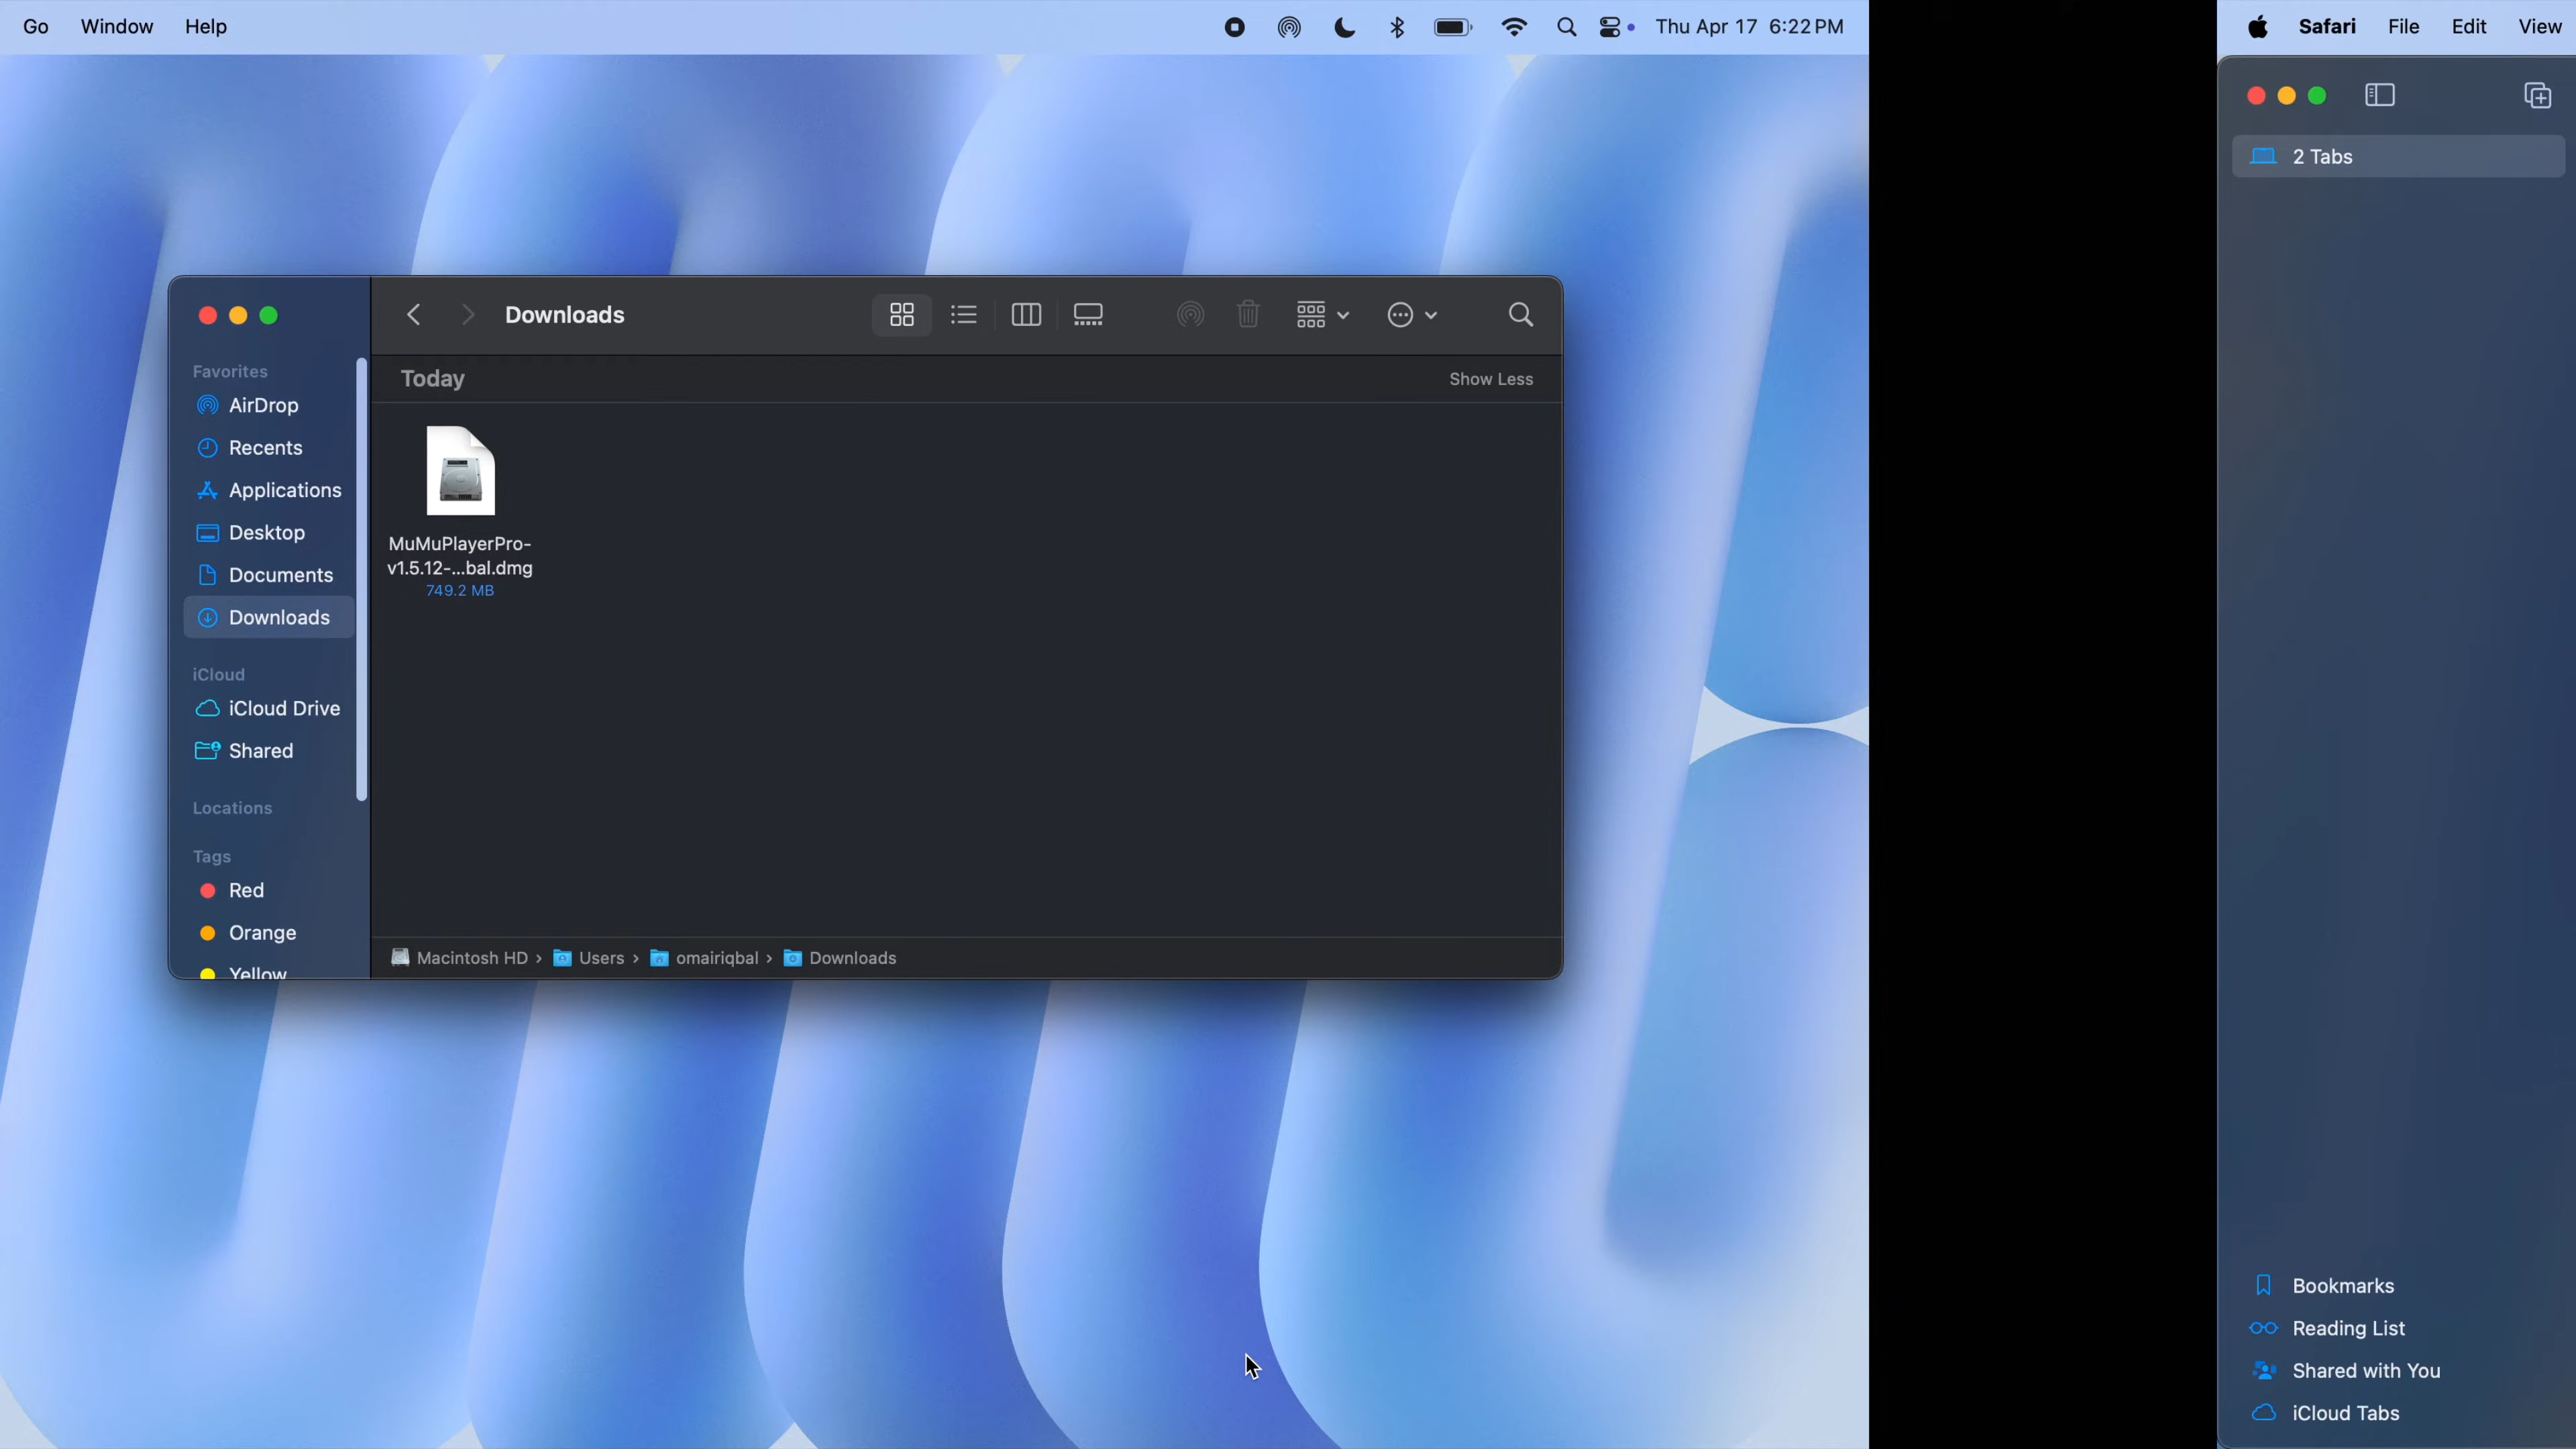 Go Window Help
Thu Apr 17 6:22 PM
Safari File Edit View
2 Tabs
Downloads
Favorites
AirDrop
Recents
Applications
Desktop
Documents
Downloads
iCloud
iCloud Drive
Shared
Locations
Tags
Red
Orange
Yellow
Today
Show Less
MuMuPlayerPro-
v1.5.12-...bal.dmg
749.2 MB
Macintosh HD › Users › omairiqbal › Downloads
Bookmarks
Reading List
Shared with You
iCloud Tabs